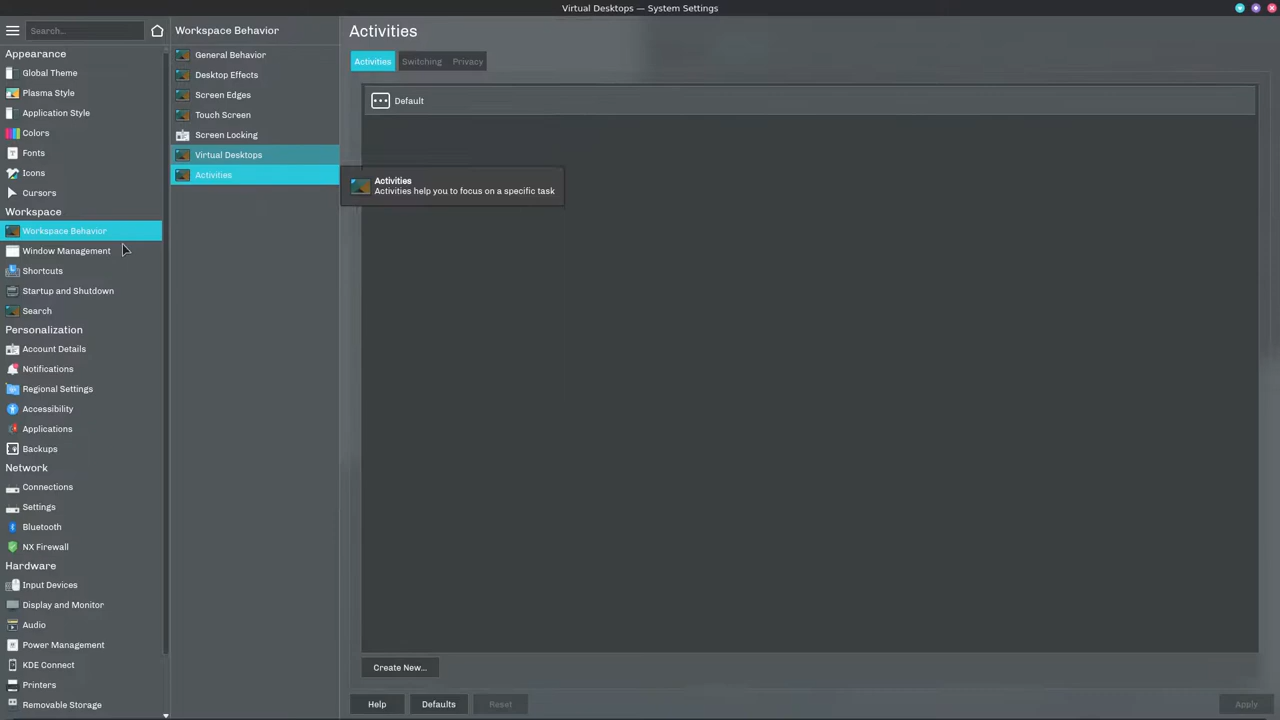 Virtual Desktops — System Settings
Search...
Appearance
Global Theme
Plasma Style
Application Style
Colors
Fonts
Icons
Cursors
Workspace
Workspace Behavior
Window Management
Shortcuts
Startup and Shutdown
Search
Personalization
Account Details
Notifications
Regional Settings
Accessibility
Applications
Backups
Network
Connections
Settings
Bluetooth
NX Firewall
Hardware
Input Devices
Display and Monitor
Audio
Power Management
KDE Connect
Printers
Removable Storage
Workspace Behavior
General Behavior
Desktop Effects
Screen Edges
Touch Screen
Screen Locking
Virtual Desktops
Activities
Activities
Activities Switching Privacy
Default
Activities
Activities help you to focus on a specific task
Create New...
Help Defaults Reset Apply